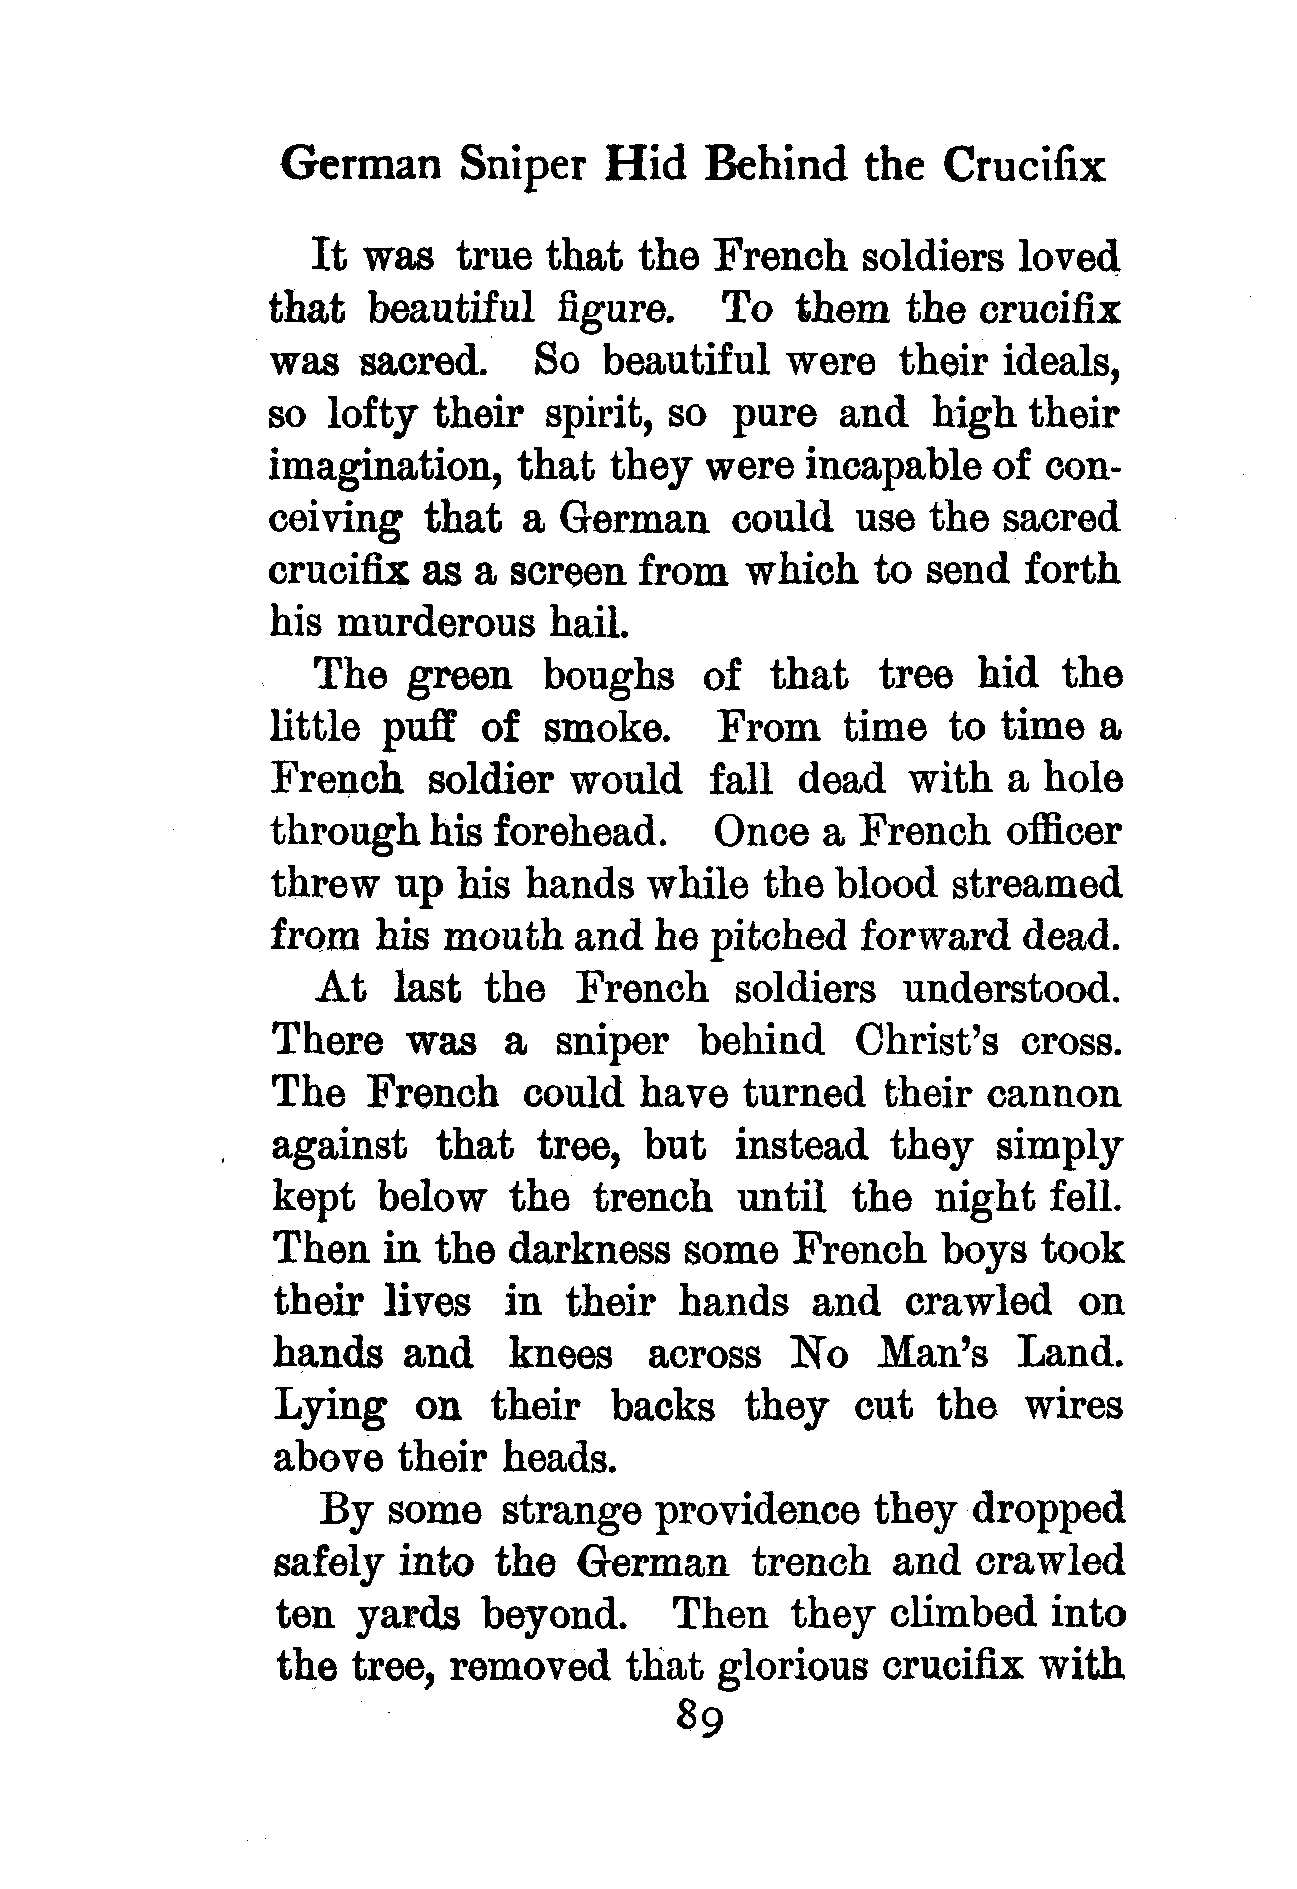 German Sniper Hid Behind the Crucifix
It was true that the French soldiers loved
that beautiful figure. To them the crucifix
was sacred. So beautiful were their ideals,
so lofty their spirit, so pure and high their
imagination, that they were incapable of con-
ceiving that a German could use the sacred
crucifix as a screen from which to send forth
his murderous hail.
The green boughs of that tree hid the
little puff of smoke. From time to time a
French soldier would fall dead with a hole
through his forehead. Once a French officer
threw up his hands while the blood streamed
from his mouth and he pitched forward dead.
At last the French soldiers understood.
There was a sniper behind Christ's cross.
The French could have turned their cannon
against that tree, but instead they simply
kept below the trench until the night fell.
Then in the darkness some French boys took
their lives in their hands and crawled on
hands and knees across No Man's Land.
Lying on their backs they cut the wires
above their heads.
By some strange providence they dropped
safely into the German trench and crawled
ten yards beyond. Then they climbed into
the tree, removed that glorious crucifix with
89